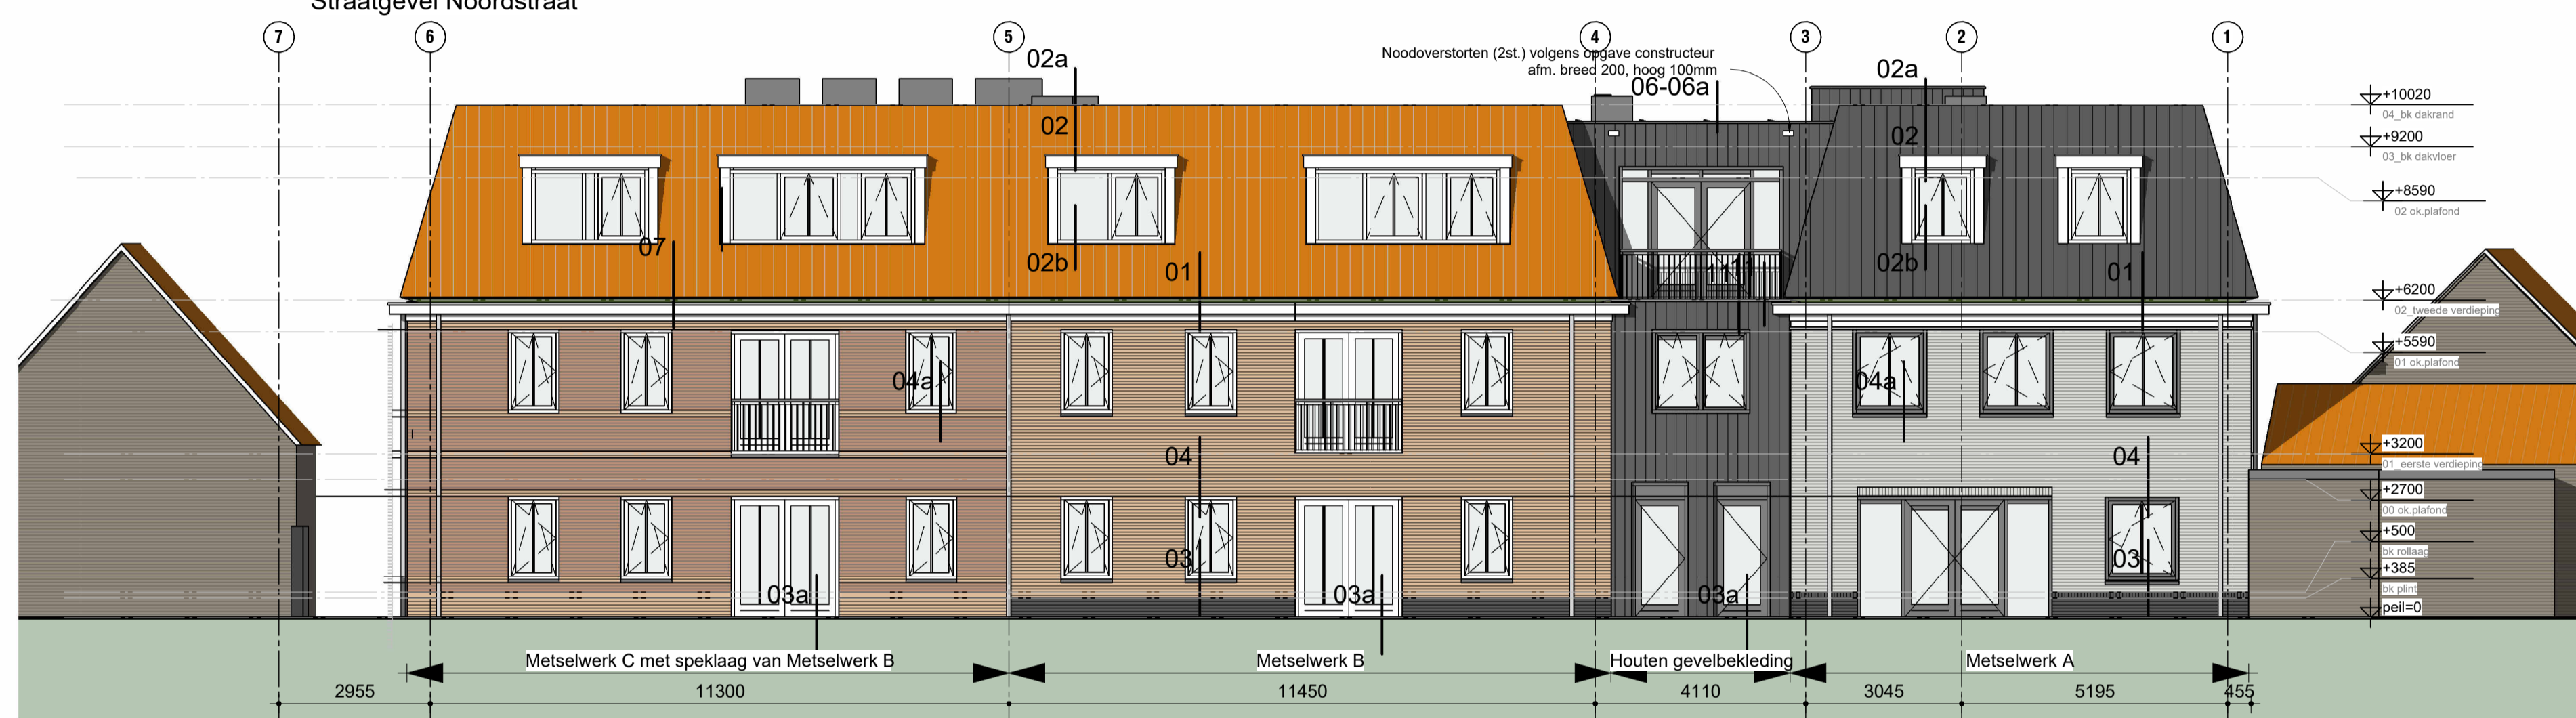 Straatgevel Noordstraat
7
6
5
4
3
2
1
Noodoverstorten (2st.) volgens opgave constructeur
afm. breed 200, hoog 100mm
02a
06-06a
02a
02
02
07
02b
01
02b
01
11
11
04a
04a
04
04
03
03
03a
03a
03a
+10020
04_bk dakrand
+9200
03_bk dakvloer
+8590
02 ok.plafond
+6200
02_tweede verdieping
+5590
01 ok.plafond
+3200
01_eerste verdieping
+2700
00 ok.plafond
+500
bk rollaag
+385
bk plint
peil=0
Metselwerk C met speklaag van Metselwerk B
Metselwerk B
Houten gevelbekleding
Metselwerk A
2955
11300
11450
4110
3045
5195
455